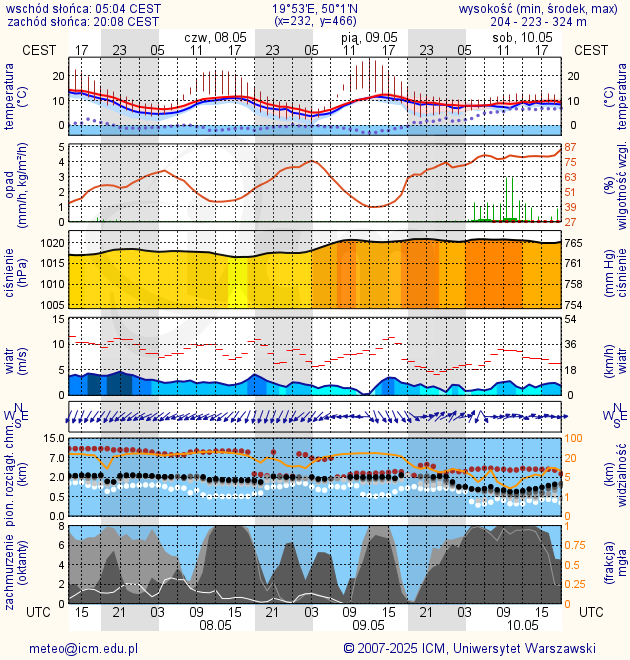 wschód słońca: 05:04 CEST 19°53'E, 50°1'N wysokość (min, środek, max)
zachód słońca: 20:08 CEST (x=232, y=466) 204 - 223 - 324 m
czw, 08.05 pią, 09.05 sob, 10.05
CEST 17 23 05 11 17 23 05 11 17 23 05 11 17 CEST
temperatura (°C) 20 10 0 20 10 0 (°C) temperatura
opad (mm/h, kg/m²/h) 5 4 3 2 1 0 87 75 63 51 39 27 (%) wilgotność wzgl.
ciśnienie (hPa) 1020 1015 1010 1005 765 761 758 754 (mm Hg) ciśnienie
wiatr (m/s) 15 10 5 0 54 36 18 0 (km/h) wiatr
N W E S N W E S
pion. rozciągł. chm. (km) 15.0 7.0 2.0 0.5 0.0 100 20 5 1 0 (km) widzialność
zachmurzenie (oktanty) 8 6 4 2 0 1 0.75 0.5 0.25 0 (frakcja) mgła
UTC 15 21 03 09 15 21 03 09 15 21 03 09 15 UTC
08.05 09.05 10.05
meteo@icm.edu.pl © 2007-2025 ICM, Uniwersytet Warszawski